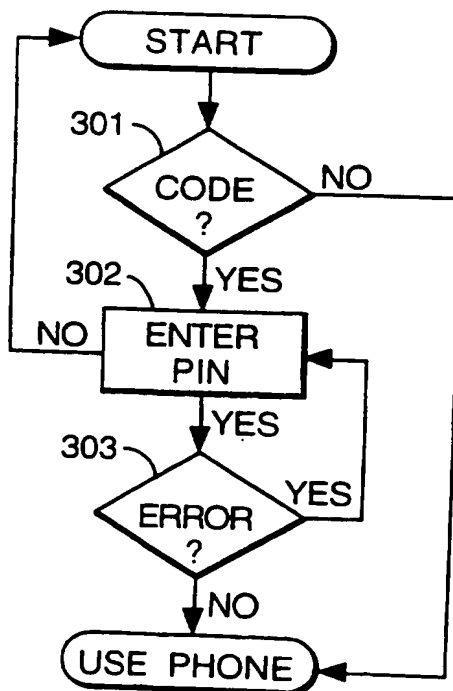 START
301
CODE
?
NO
YES
302
ENTER
PIN
NO
YES
303
ERROR
?
YES
NO
USE PHONE